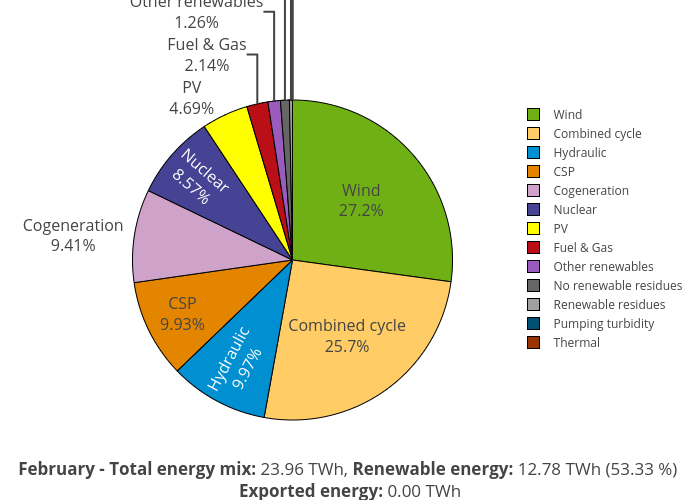 Other renewables
1.26%
Fuel & Gas
2.14%
PV
4.69%
Nuclear
8.57%
Cogeneration
9.41%
CSP
9.93%
Hydraulic
9.97%
Combined cycle
25.7%
Wind
27.2%
Wind
Combined cycle
Hydraulic
CSP
Cogeneration
Nuclear
PV
Fuel & Gas
Other renewables
No renewable residues
Renewable residues
Pumping turbidity
Thermal
February - Total energy mix: 23.96 TWh, Renewable energy: 12.78 TWh (53.33 %)
Exported energy: 0.00 TWh